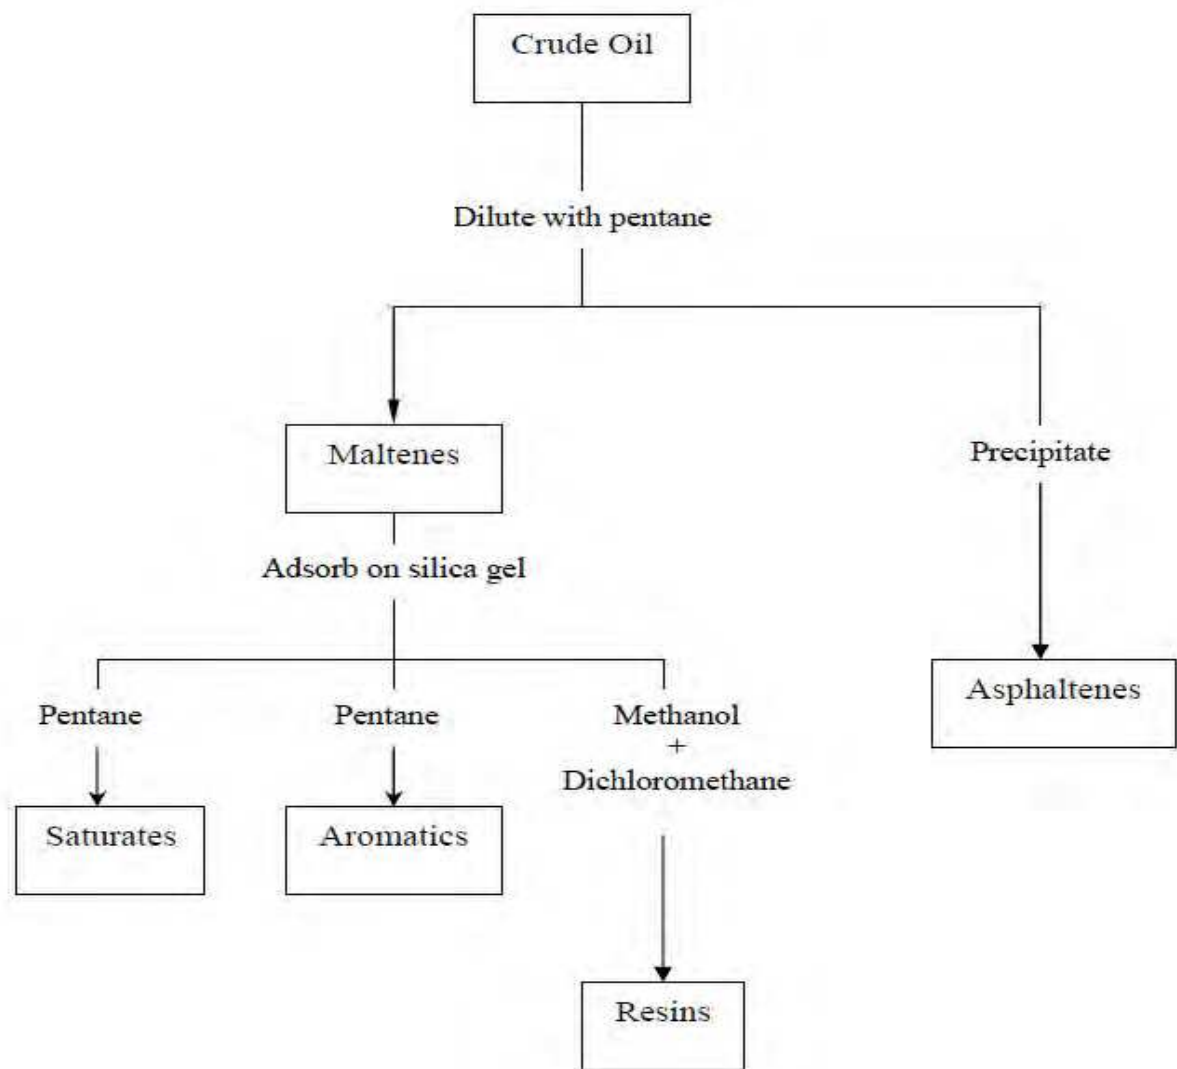 Crude Oil
Dilute with pentane
Maltenes
Precipitate
Adsorb on silica gel
Pentane
Pentane
Methanol
+
Dichloromethane
Asphaltenes
Saturates
Aromatics
Resins